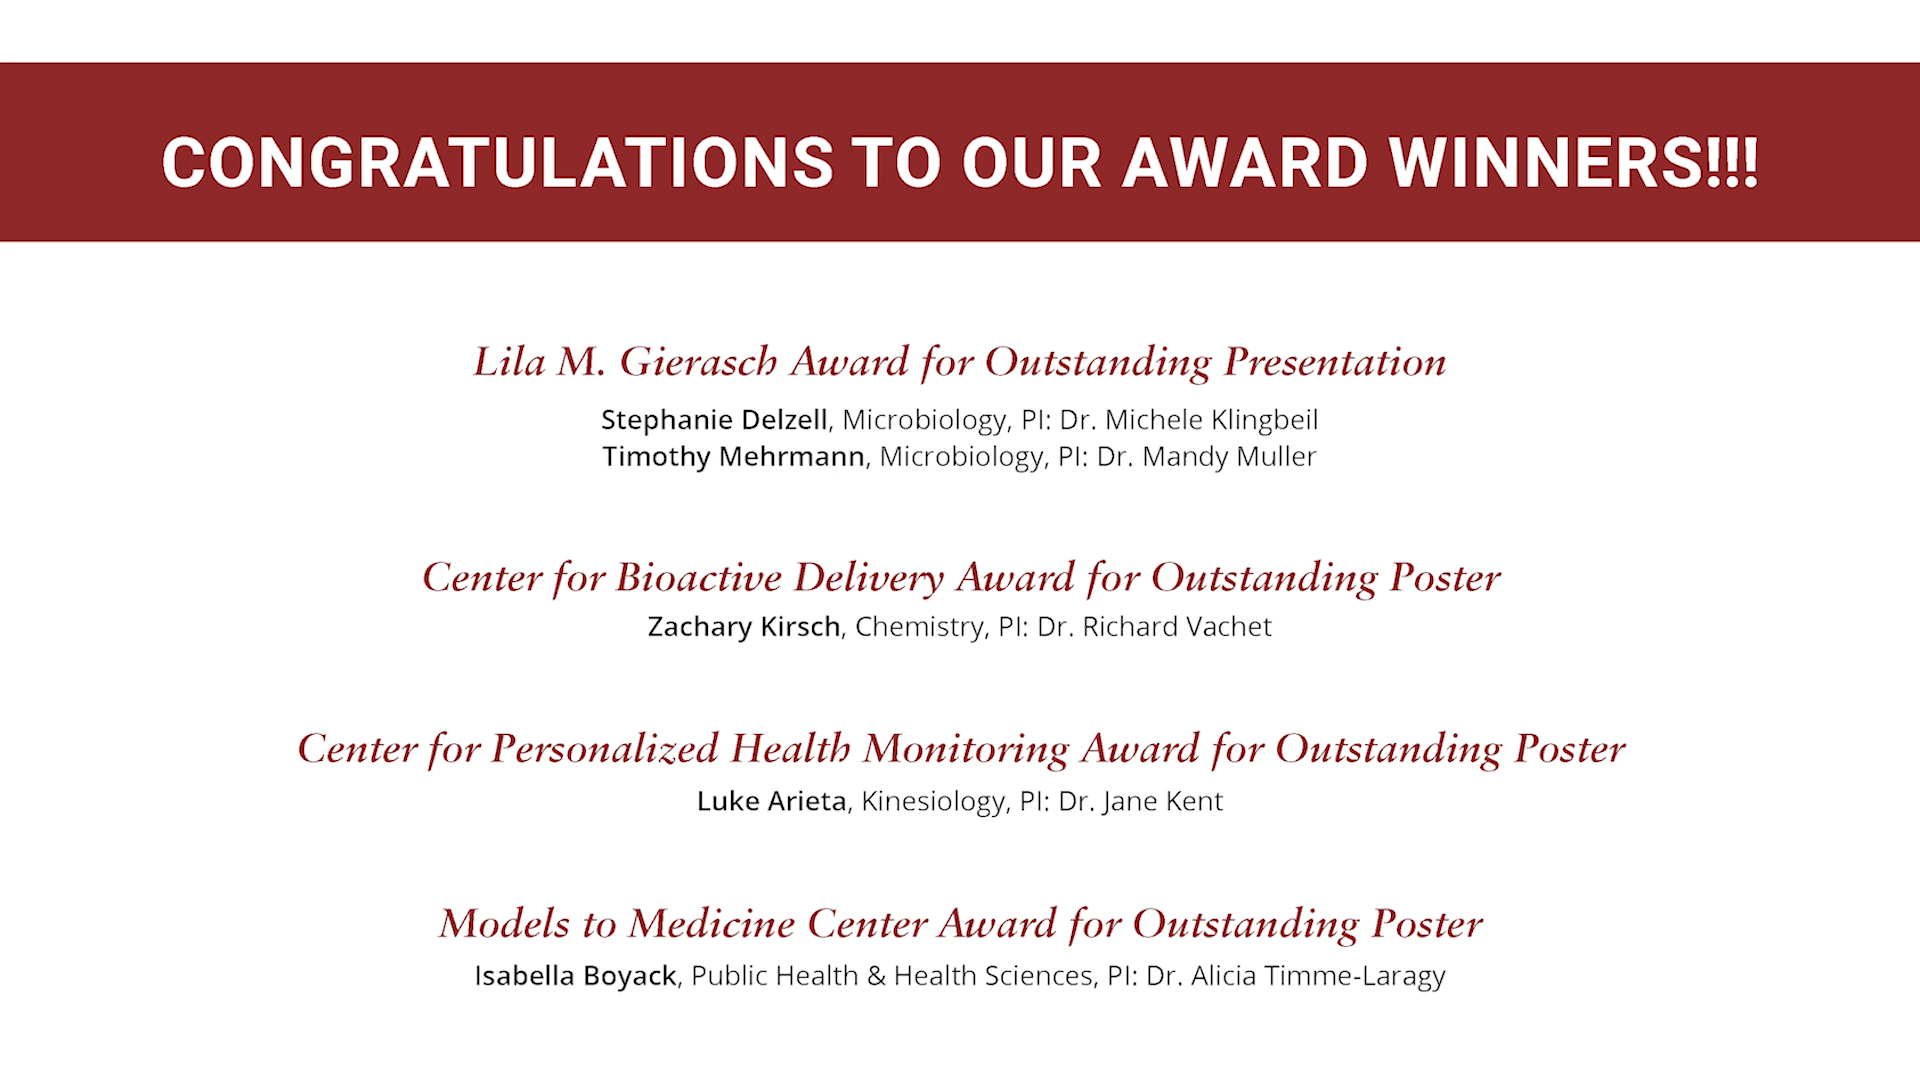 CONGRATULATIONS TO OUR AWARD WINNERS!!!
Lila M. Gierasch Award for Outstanding Presentation
Stephanie Delzell, Microbiology, PI: Dr. Michele Klingbeil
Timothy Mehrmann, Microbiology, PI: Dr. Mandy Muller
Center for Bioactive Delivery Award for Outstanding Poster
Zachary Kirsch, Chemistry, PI: Dr. Richard Vachet
Center for Personalized Health Monitoring Award for Outstanding Poster
Luke Arieta, Kinesiology, PI: Dr. Jane Kent
Models to Medicine Center Award for Outstanding Poster
Isabella Boyack, Public Health & Health Sciences, PI: Dr. Alicia Timme-Laragy